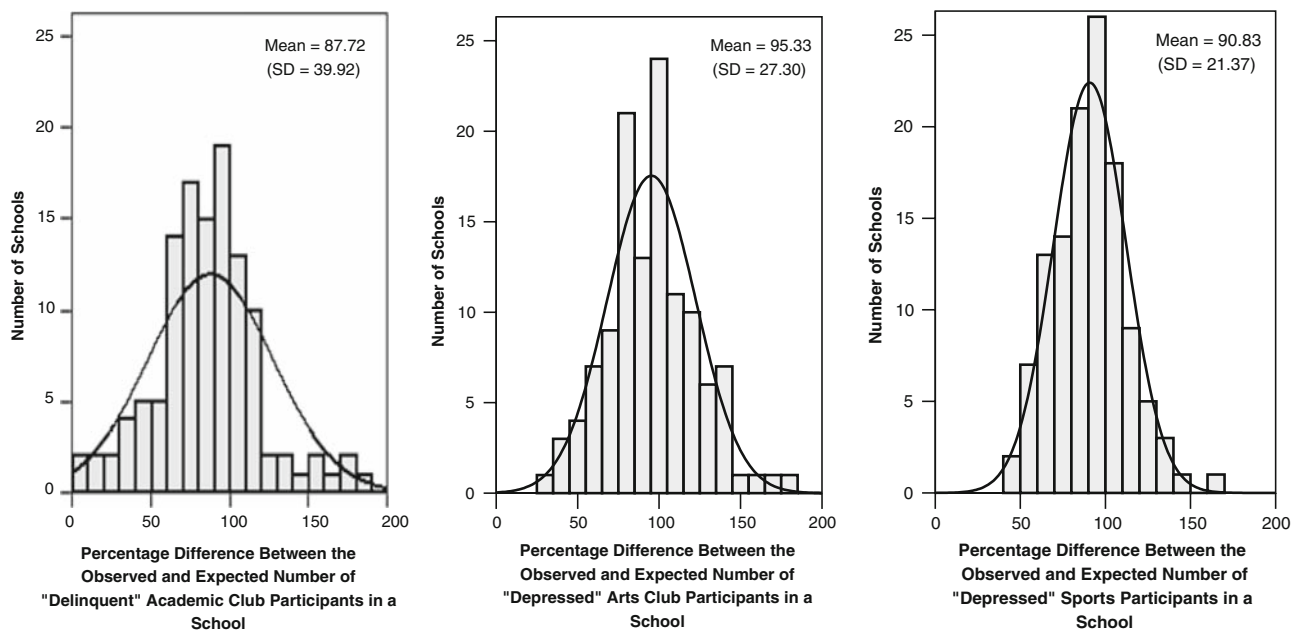 Mean = 87.72
(SD = 39.92)
Number of Schools
25
20
15
10
5
0
0 50 100 150 200
Percentage Difference Between the
Observed and Expected Number of
"Delinquent" Academic Club Participants in a
School
Mean = 95.33
(SD = 27.30)
Number of Schools
25
20
15
10
5
0
0 50 100 150 200
Percentage Difference Between the
Observed and Expected Number of
"Depressed" Arts Club Participants in a
School
Mean = 90.83
(SD = 21.37)
Number of Schools
25
20
15
10
5
0
0 50 100 150 200
Percentage Difference Between the
Observed and Expected Number of
"Depressed" Sports Participants in a
School